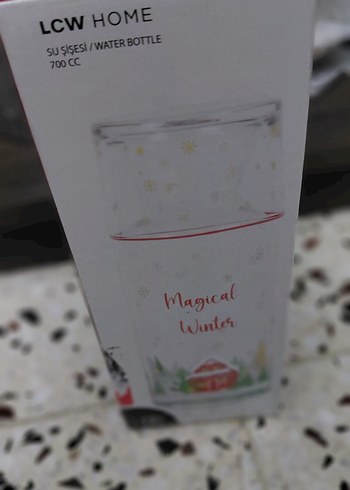 LCW HOME
SU ŞİŞESİ / WATER BOTTLE
700 CC
Magical
Winter